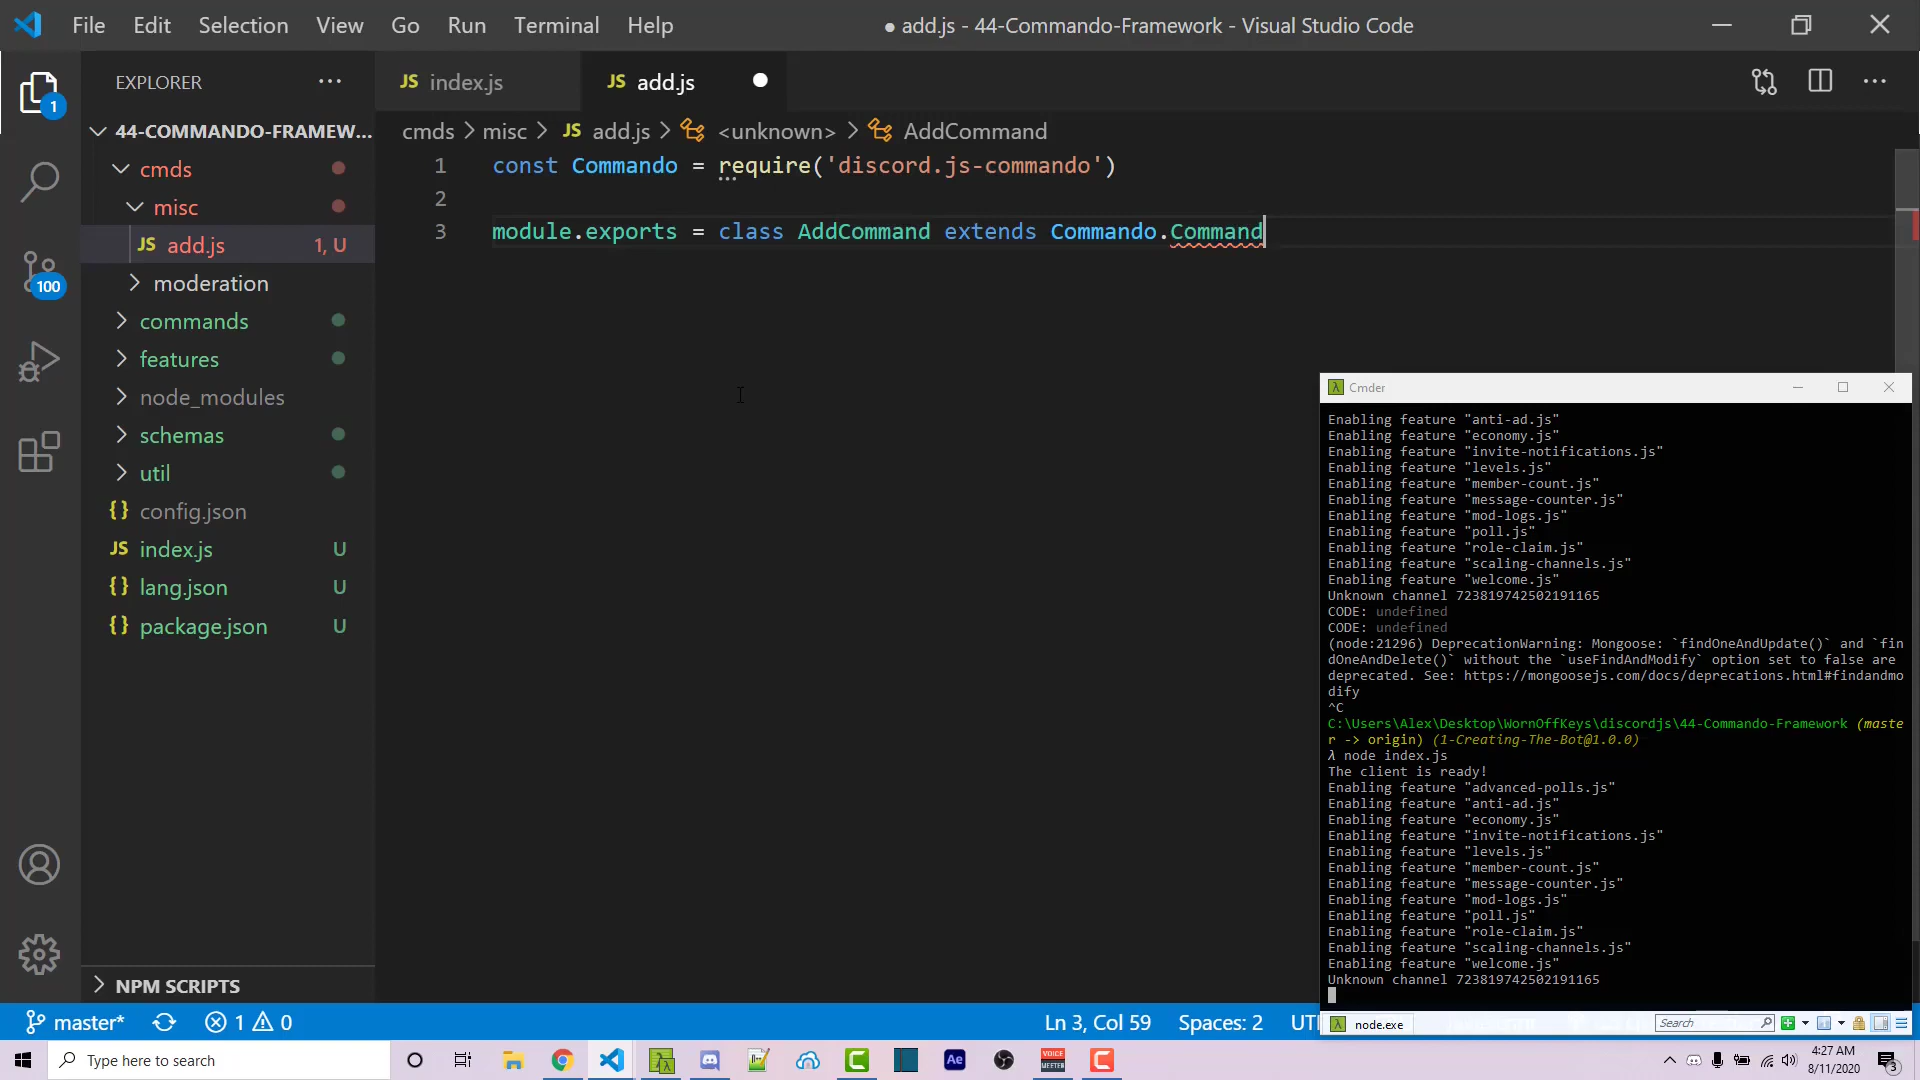 File Edit Selection View Go Run Terminal Help
● add.js - 44-Commando-Framework - Visual Studio Code
EXPLORER
JS index.js
JS add.js
1
44-COMMANDO-FRAMEW...
cmds > misc > JS add.js > <unknown> > AddCommand
cmds
misc
JS add.js 1, U
moderation
100
commands
features
node_modules
schemas
util
{} config.json
JS index.js U
{} lang.json U
{} package.json U
NPM SCRIPTS
1 const Commando = require('discord.js-commando')
2
3 module.exports = class AddCommand extends Commando.Command
Cmder
Enabling feature "anti-ad.js"
Enabling feature "economy.js"
Enabling feature "invite-notifications.js"
Enabling feature "levels.js"
Enabling feature "member-count.js"
Enabling feature "message-counter.js"
Enabling feature "mod-logs.js"
Enabling feature "poll.js"
Enabling feature "role-claim.js"
Enabling feature "scaling-channels.js"
Enabling feature "welcome.js"
Unknown channel 723819742502191165
CODE: undefined
CODE: undefined
(node:21296) DeprecationWarning: Mongoose: `findOneAndUpdate()` and `fin
dOneAndDelete()` without the `useFindAndModify` option set to false are
deprecated. See: https://mongoosejs.com/docs/deprecations.html#findandmo
dify
^C
C:\Users\Alex\Desktop\WornOffKeys\discordjs\44-Commando-Framework (maste
r -> origin) (1-Creating-The-Bot@1.0.0)
λ node index.js
The client is ready!
Enabling feature "advanced-polls.js"
Enabling feature "anti-ad.js"
Enabling feature "economy.js"
Enabling feature "invite-notifications.js"
Enabling feature "levels.js"
Enabling feature "member-count.js"
Enabling feature "message-counter.js"
Enabling feature "mod-logs.js"
Enabling feature "poll.js"
Enabling feature "role-claim.js"
Enabling feature "scaling-channels.js"
Enabling feature "welcome.js"
Unknown channel 723819742502191165
node.exe
Search
master* 1 0
Ln 3, Col 59 Spaces: 2
Type here to search
Ae
VOICE
MEETER
4:27 AM
8/11/2020
3